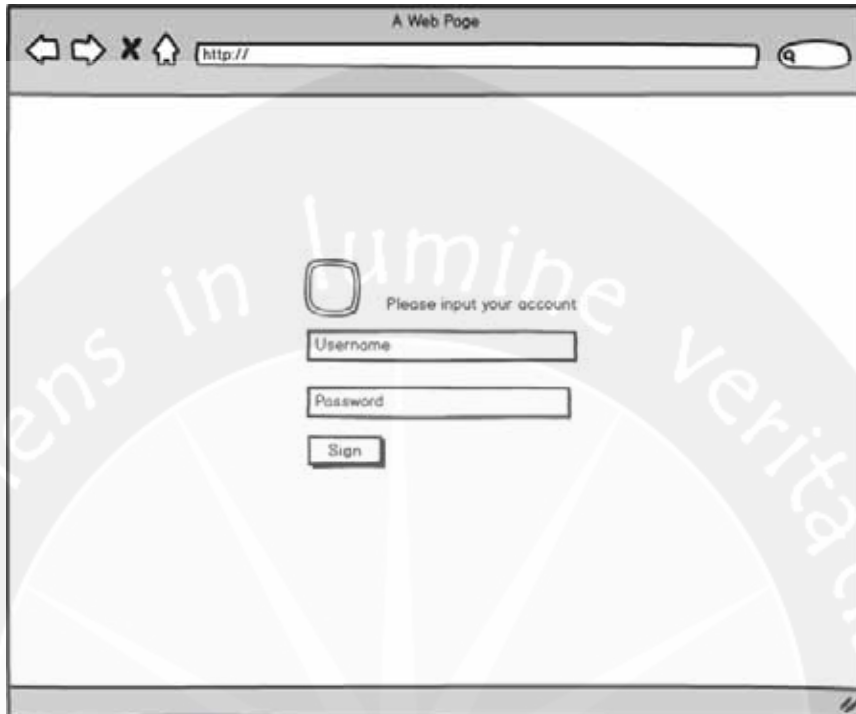 A Web Page
http://
ens in lumine verita
Please input your account
Username
Password
Sign